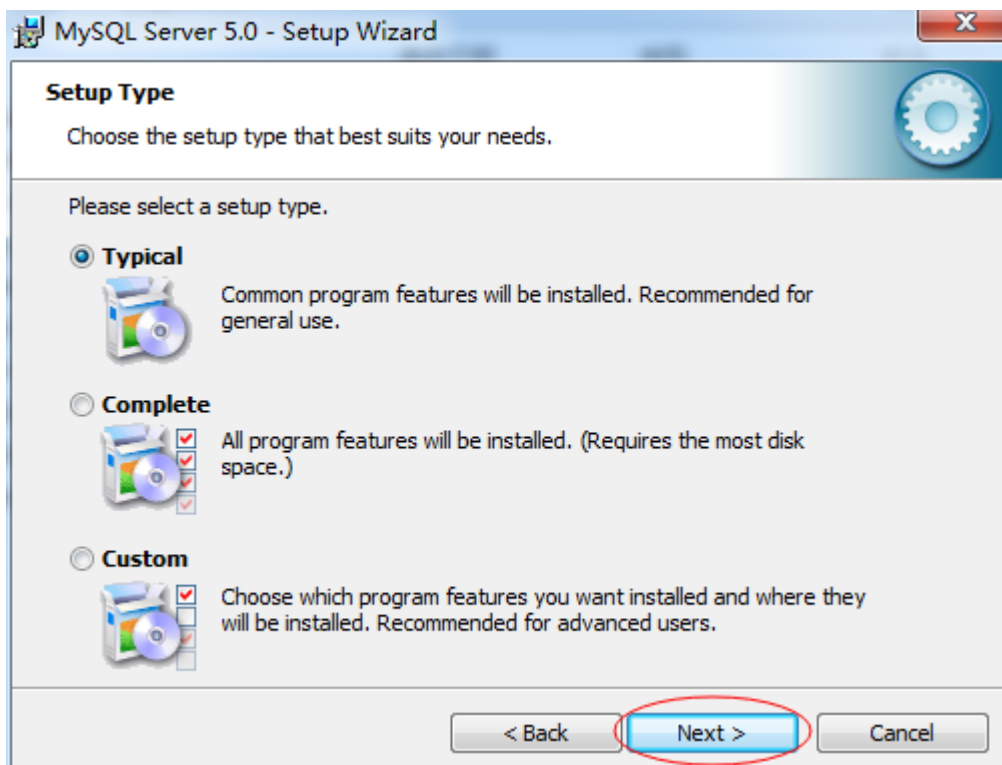 MySQL Server 5.0 - Setup Wizard
Setup Type
Choose the setup type that best suits your needs.
Please select a setup type.
Typical
Common program features will be installed. Recommended for
general use.
Complete
All program features will be installed. (Requires the most disk
space.)
Custom
Choose which program features you want installed and where they
will be installed. Recommended for advanced users.
< Back Next > Cancel